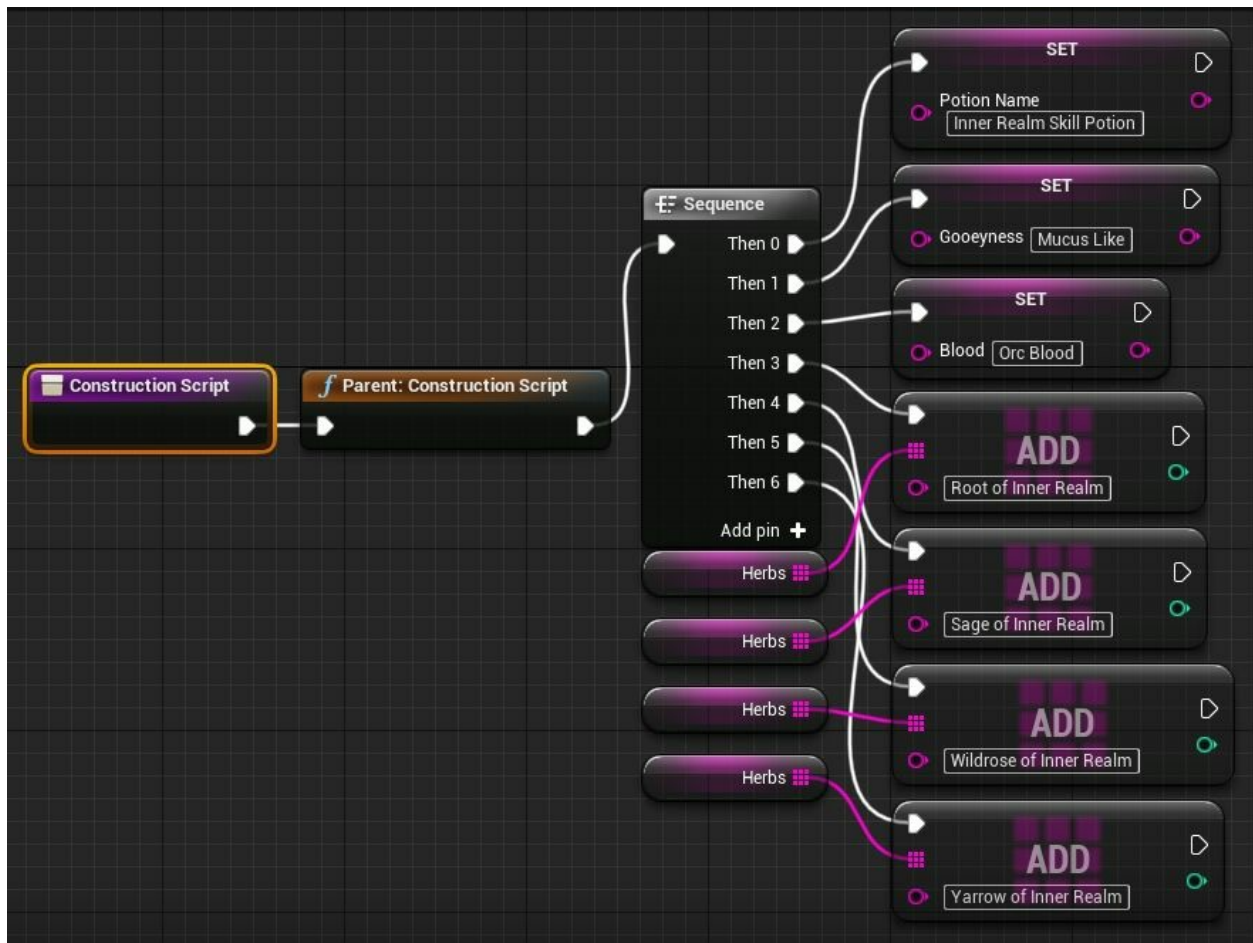 Construction Script
Parent: Construction Script
Sequence
Then 0
Then 1
Then 2
Then 3
Then 4
Then 5
Then 6
Add pin
Herbs
Herbs
Herbs
Herbs
SET
Potion Name
Inner Realm Skill Potion
SET
Gooeyness Mucus Like
SET
Blood Orc Blood
ADD
Root of Inner Realm
ADD
Sage of Inner Realm
ADD
Wildrose of Inner Realm
ADD
Yarrow of Inner Realm